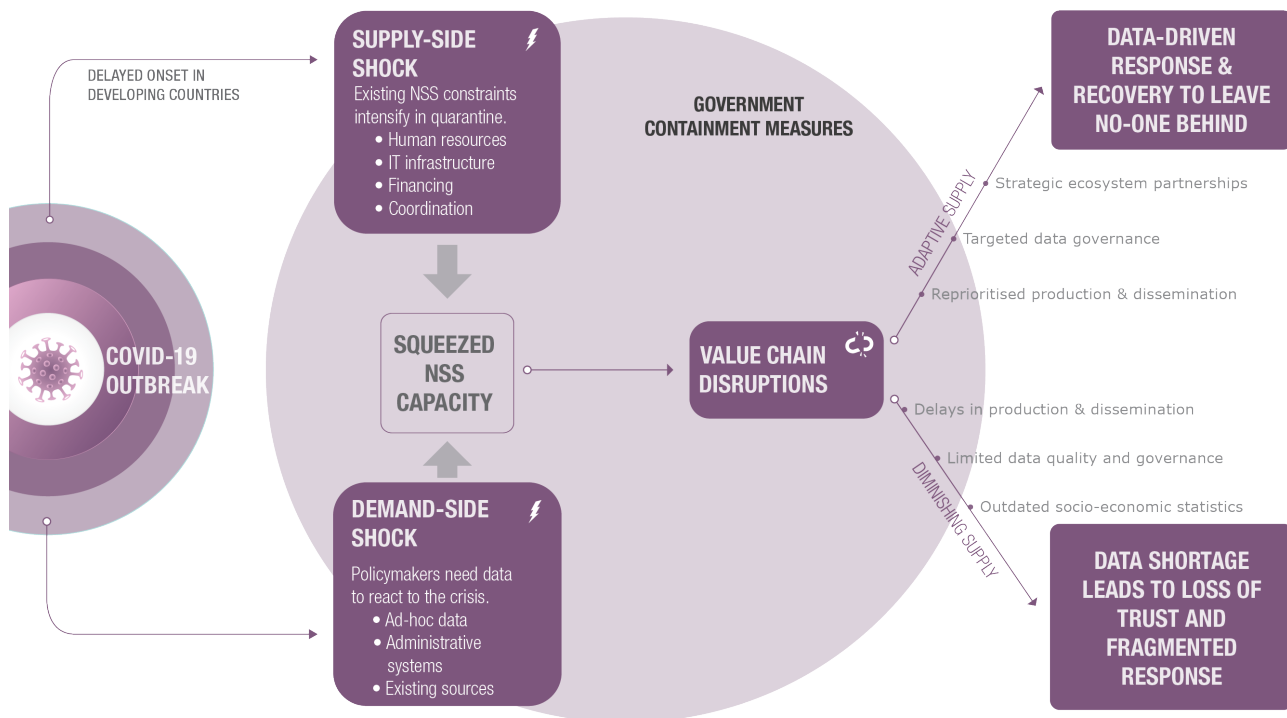 DELAYED ONSET IN
DEVELOPING COUNTRIES
COVID-19
OUTBREAK
SUPPLY-SIDE
SHOCK
Existing NSS constraints
intensify in quarantine.
• Human resources
• IT infrastructure
• Financing
• Coordination
SQUEEZED
NSS
CAPACITY
DEMAND-SIDE
SHOCK
Policymakers need data
to react to the crisis.
• Ad-hoc data
• Administrative
systems
• Existing sources
GOVERNMENT
CONTAINMENT MEASURES
VALUE CHAIN
DISRUPTIONS
ADAPTIVE SUPPLY
Strategic ecosystem partnerships
Targeted data governance
Reprioritised production & dissemination
DATA-DRIVEN
RESPONSE &
RECOVERY TO LEAVE
NO-ONE BEHIND
DIMINISHING SUPPLY
Delays in production & dissemination
Limited data quality and governance
Outdated socio-economic statistics
DATA SHORTAGE
LEADS TO LOSS OF
TRUST AND
FRAGMENTED
RESPONSE